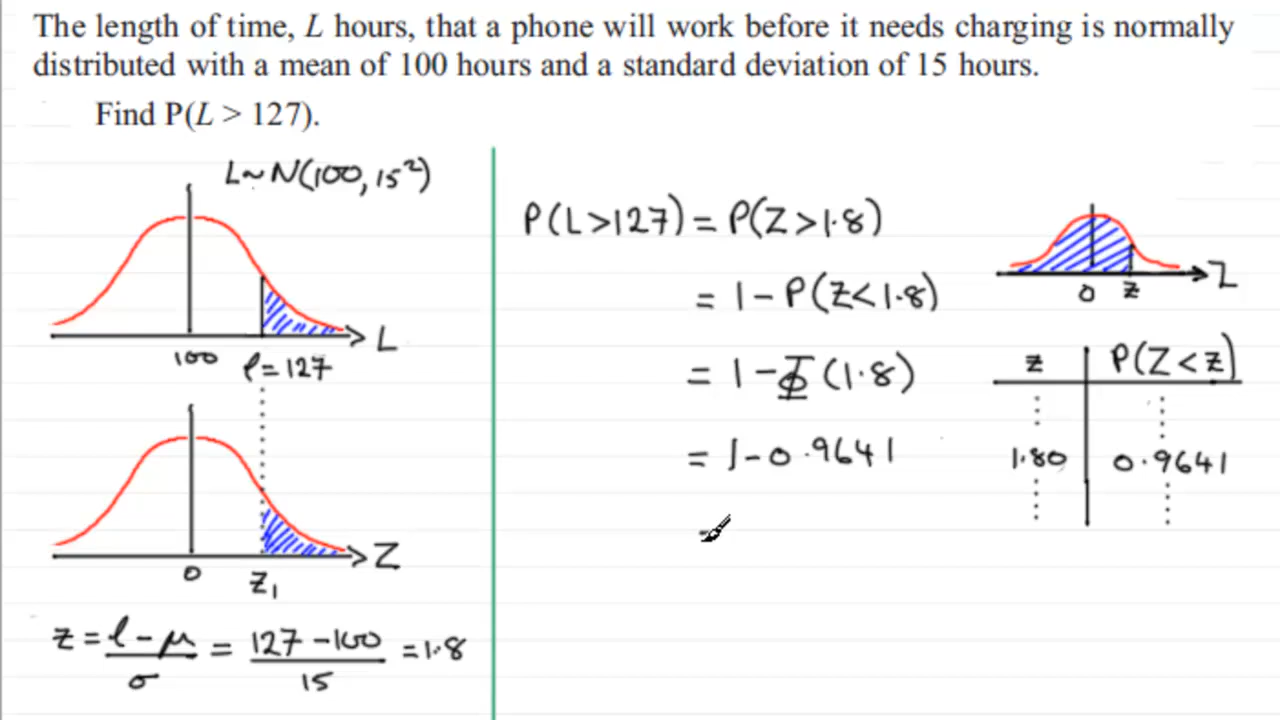 The length of time, L hours, that a phone will work before it needs charging is normally
distributed with a mean of 100 hours and a standard deviation of 15 hours.
Find P(L > 127).
L~N(100, 15²)
100
l=127
L
0
Z₁
Z
z = l-μ/σ = 127-100/15 = 1.8
P(L>127) = P(Z>1.8)
= 1 - P(Z<1.8)
= 1 - Φ(1.8)
= 1 - 0.9641
=
0 z Z
z P(Z<z)
1.80 0.9641